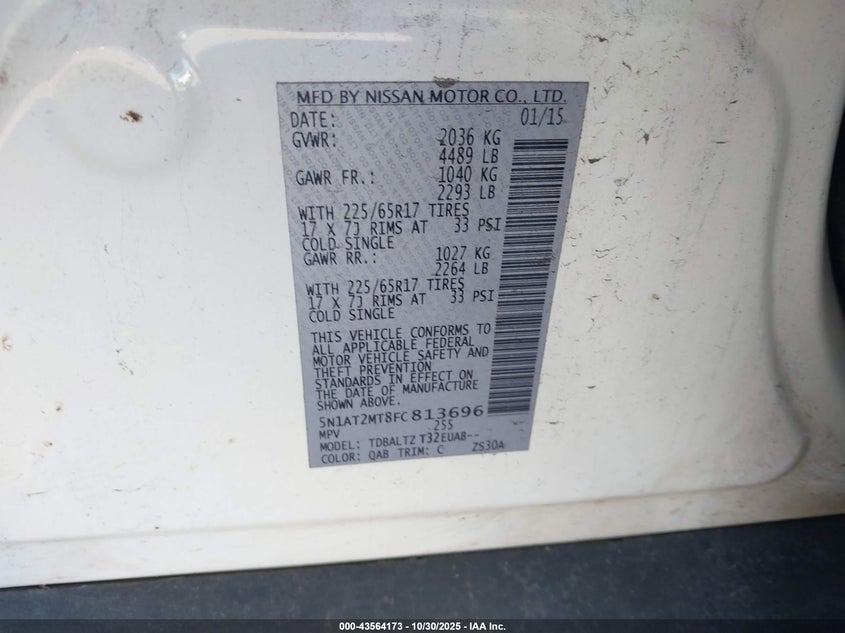 MFD BY NISSAN MOTOR CO., LTD.
DATE: 01/15
GVWR: 2036 KG
4489 LB
GAWR FR.: 1040 KG
2293 LB
WITH 225/65R17 TIRES
17 X 7J RIMS AT 33 PSI
COLD SINGLE
GAWR RR.: 1027 KG
2264 LB
WITH 225/65R17 TIRES
17 X 7J RIMS AT 33 PSI
COLD SINGLE
THIS VEHICLE CONFORMS TO
ALL APPLICABLE FEDERAL
MOTOR VEHICLE SAFETY AND
THEFT PREVENTION
STANDARDS IN EFFECT ON
THE DATE OF MANUFACTURE
SHOWN ABOVE.
5N1AT2MT8FC813696
MPV 255
MODEL: TDBALTZ T32EUAB--
COLOR: QAB TRIM: C ZS30A
000-43564173 - 10/30/2025 - IAA Inc.